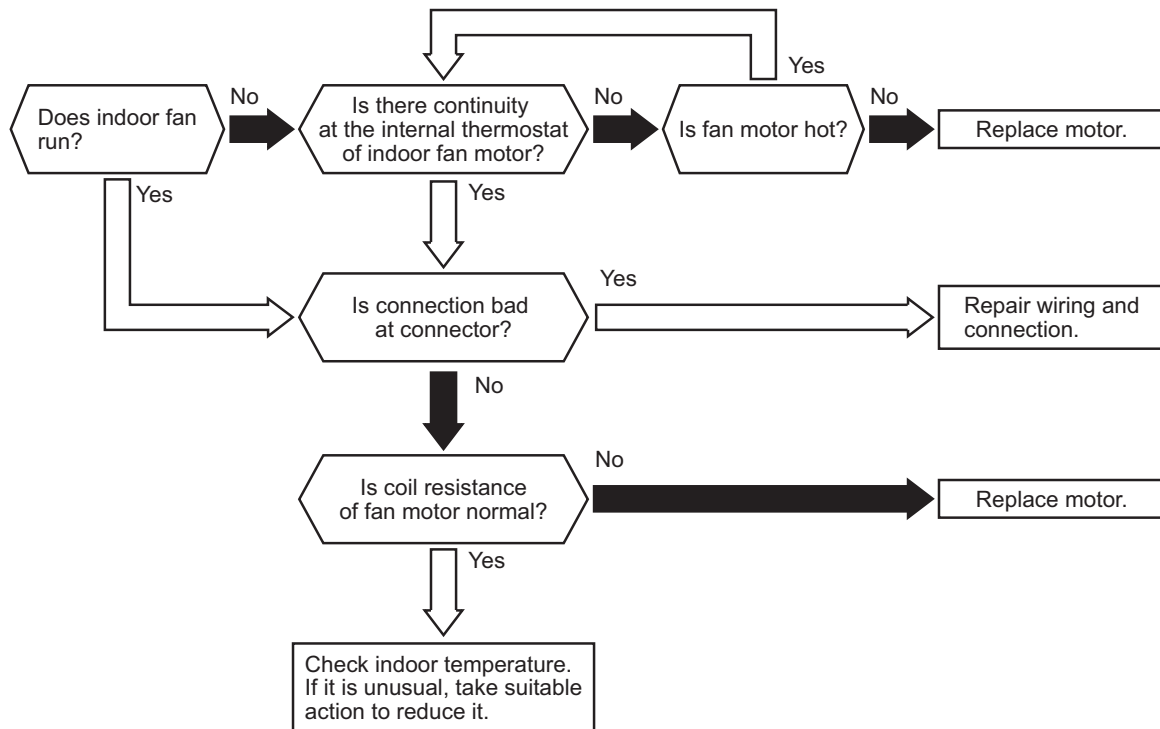 Yes
Does indoor fan
run?
No
Is there continuity
at the internal thermostat
of indoor fan motor?
No
Is fan motor hot?
No
Replace motor.
Yes
Yes
Is connection bad
at connector?
Yes
Repair wiring and
connection.
No
Is coil resistance
of fan motor normal?
No
Replace motor.
Yes
Check indoor temperature.
If it is unusual, take suitable
action to reduce it.